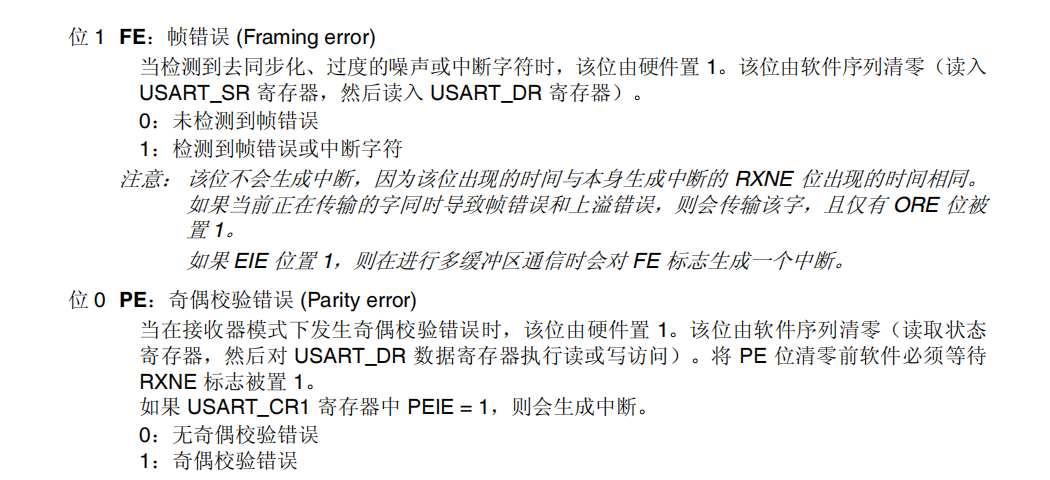 位 1 FE：帧错误 (Framing error)
当检测到去同步化、过度的噪声或中断字符时，该位由硬件置 1。该位由软件序列清零（读入
USART_SR 寄存器，然后读入 USART_DR 寄存器）。
0：未检测到帧错误
1：检测到帧错误或中断字符
注意： 该位不会生成中断，因为该位出现的时间与本身生成中断的 RXNE 位出现的时间相同。
如果当前正在传输的字同时导致帧错误和上溢错误，则会传输该字，且仅有 ORE 位被
置 1。
如果 EIE 位置 1，则在进行多缓冲区通信时会对 FE 标志生成一个中断。
位 0 PE：奇偶校验错误 (Parity error)
当在接收器模式下发生奇偶校验错误时，该位由硬件置 1。该位由软件序列清零（读取状态
寄存器，然后对 USART_DR 数据寄存器执行读或写访问）。将 PE 位清零前软件必须等待
RXNE 标志被置 1。
如果 USART_CR1 寄存器中 PEIE = 1，则会生成中断。
0：无奇偶校验错误
1：奇偶校验错误